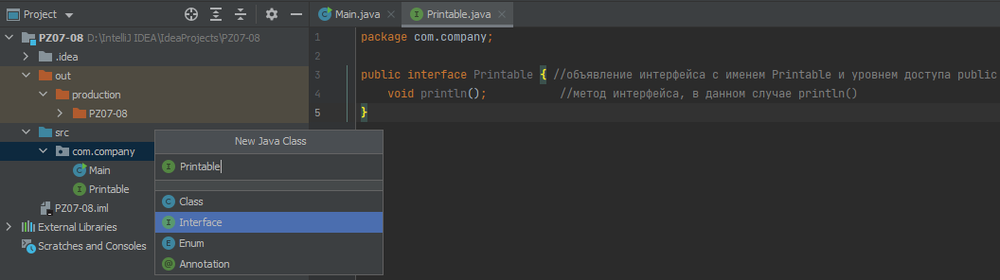 Project
PZ07-08 D:\IntelliJ IDEA\IdeaProjects\PZ07-08
.idea
out
production
PZ07-08
src
com.company
Main
Printable
PZ07-08.iml
External Libraries
Scratches and Consoles
New Java Class
Printable
Class
Interface
Enum
Annotation
Main.java
Printable.java
1 package com.company;
2
3 public interface Printable { //объявление интерфейса с именем Printable и уровнем доступа public
4 void println(); //метод интерфейса, в данном случае println()
5 }